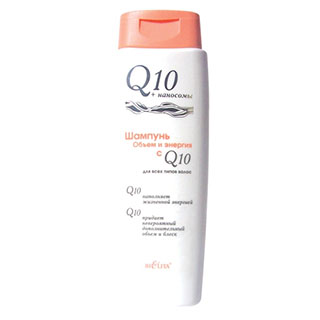 Q10
+ наносомы
Шампунь
Объем и энергия
с Q10
для всех типов волос
Q10
наполняет
жизненной энергией
Q10
придает
невероятный
дополнительный
объем и блеск
BIELITA